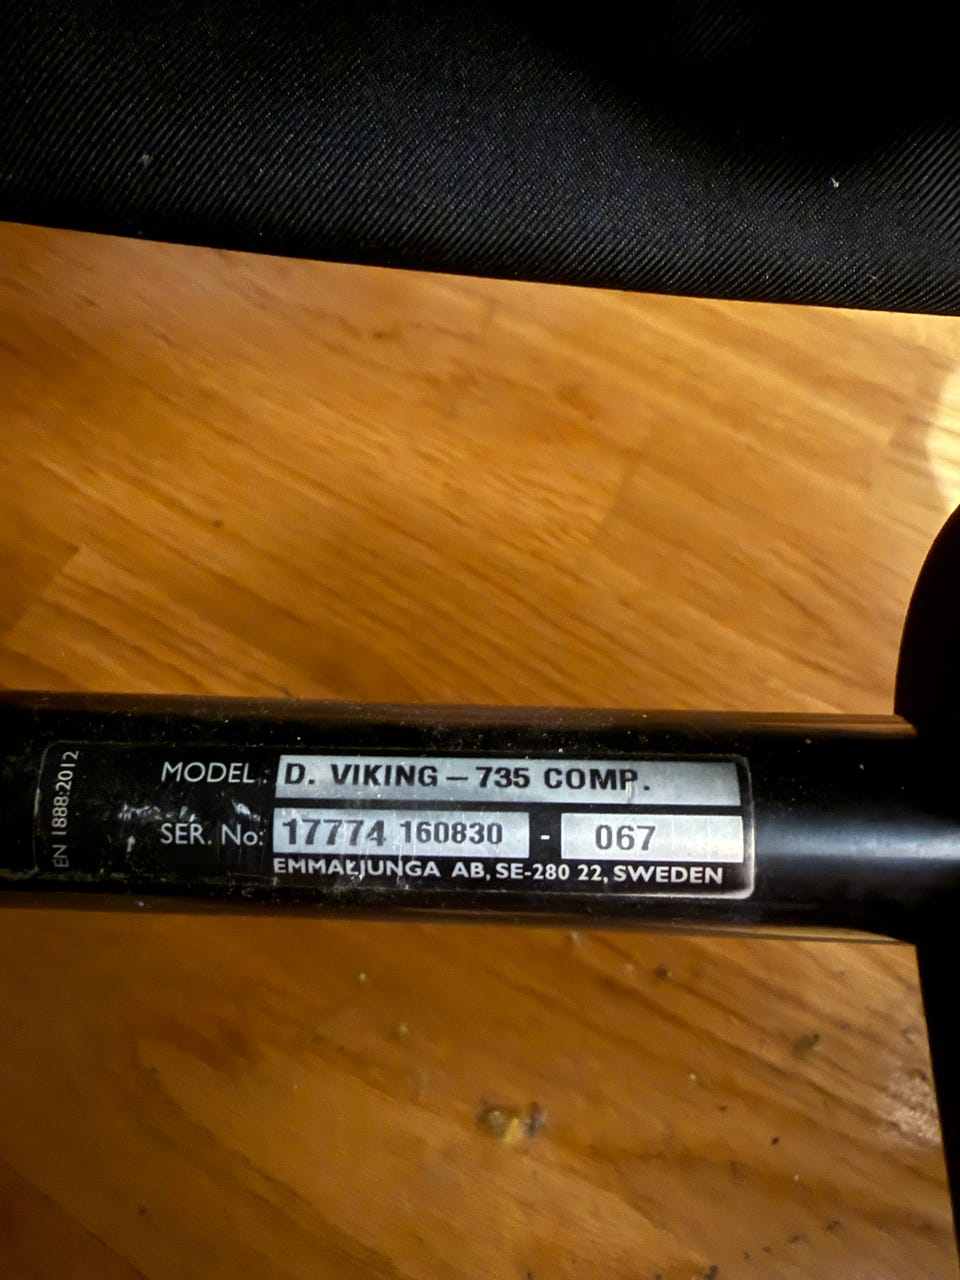 EN 1888:2012
MODEL: D. VIKING – 735 COMP.
SER. No: 17774 160830 - 067
EMMALJUNGA AB, SE-280 22, SWEDEN